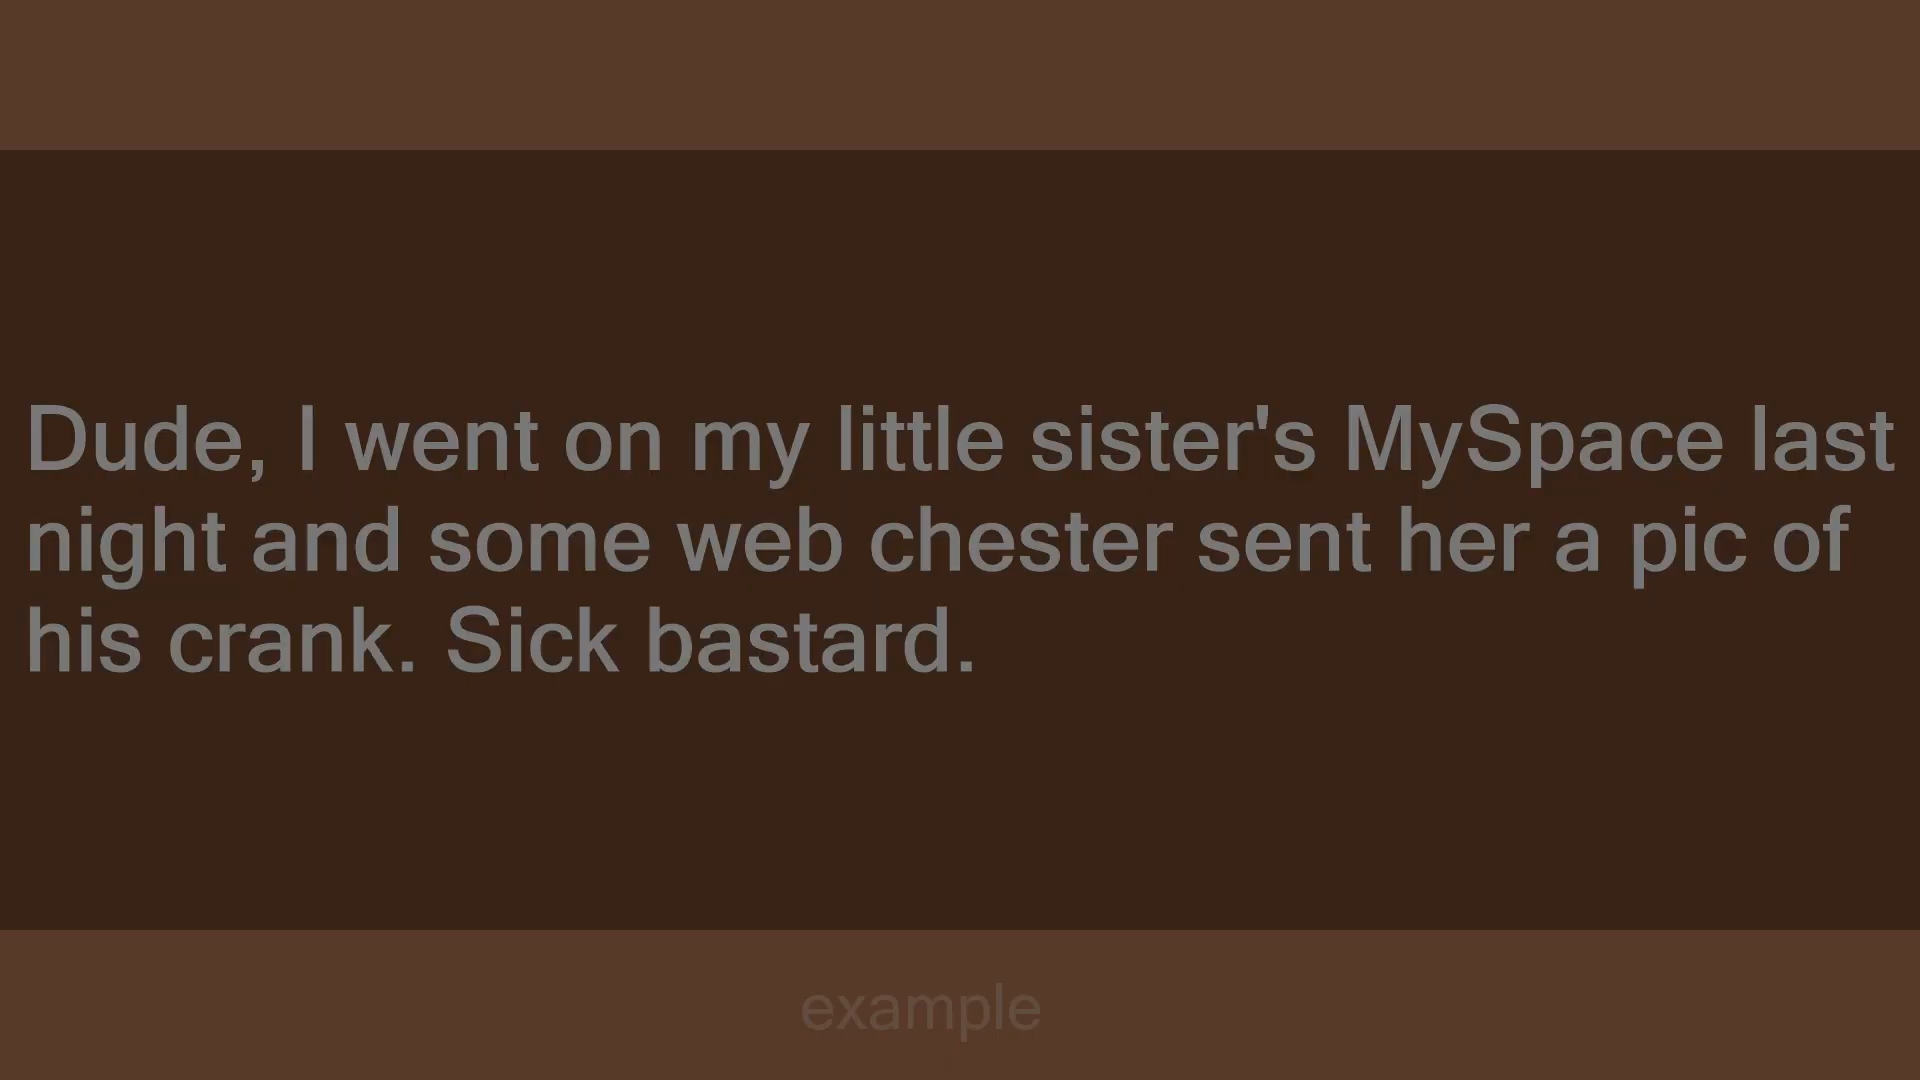 Dude, I went on my little sister's MySpace last
night and some web chester sent her a pic of
his crank. Sick bastard.
example